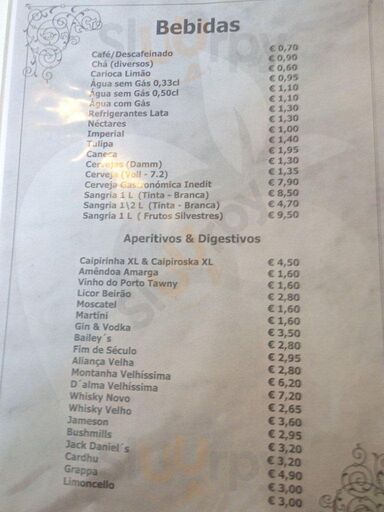 Bebidas
Café/Descafeinado € 0,70
Chá (diversos) € 0,90
Carioca Limão € 0,60
Água sem Gás 0,33cl € 0,95
Água sem Gás 0,50cl € 1,10
Água com Gás € 1,10
Refrigerantes Lata € 1,30
Néctares € 1,30
Imperial € 1,00
Tulipa € 1,40
Caneca € 1,95
Cervejas (Damm) € 1,30
Cerveja (Voll - 7.2) € 1,35
Cerveja Gastronómica Inedit € 7,90
Sangria 1 L (Tinta - Branca) € 8,50
Sangria 1\2 L (Tinta - Branca) € 4,70
Sangria 1 L ( Frutos Silvestres) € 9,50
Aperitivos & Digestivos
Caipirinha XL & Caipiroska XL € 4,50
Amêndoa Amarga € 1,60
Vinho do Porto Tawny € 1,60
Licor Beirão € 2,80
Moscatel € 1,60
Martíni € 1,60
Gin & Vodka € 3,50
Bailey´s € 2,80
Fim de Século € 2,95
Aliança Velha € 2,80
Montanha Velhíssima € 6,20
D´alma Velhíssima € 7,20
Whisky Novo € 2,65
Whisky Velho € 3,60
Jameson € 2,95
Bushmills € 3,20
Jack Daniel´s € 3,20
Cardhu € 4,90
Grappa € 3,00
Limoncello € 3,00